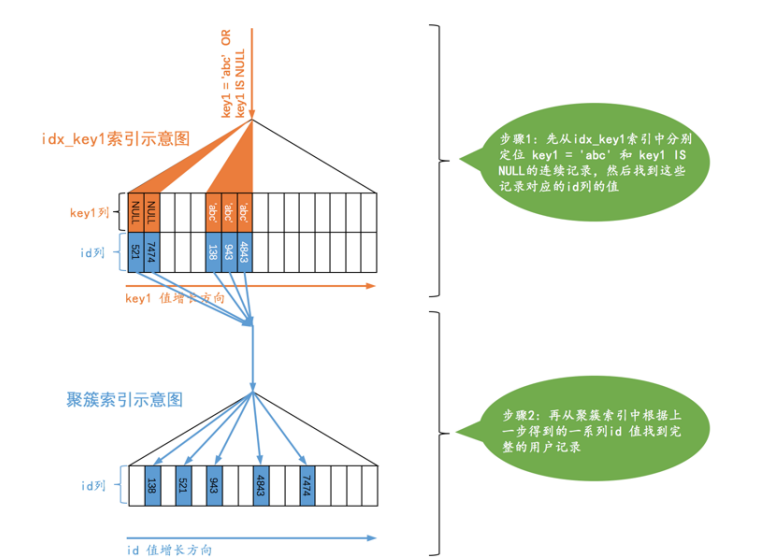 key1 = 'abc' OR
key1 IS NULL
idx_key1索引示意图
key1列
NULL
NULL
'abc'
'abc'
'abc'
id列
521
7474
138
943
4843
key1 值增长方向
步骤1: 先从idx_key1索引中分别
定位 key1 = 'abc' 和 key1 IS
NULL的连续记录, 然后找到这些
记录对应的id列的值
聚簇索引示意图
id列
138
521
943
4843
7474
id 值增长方向
步骤2: 再从聚簇索引中根据上
一步得到的一系列id 值找到完
整的用户记录